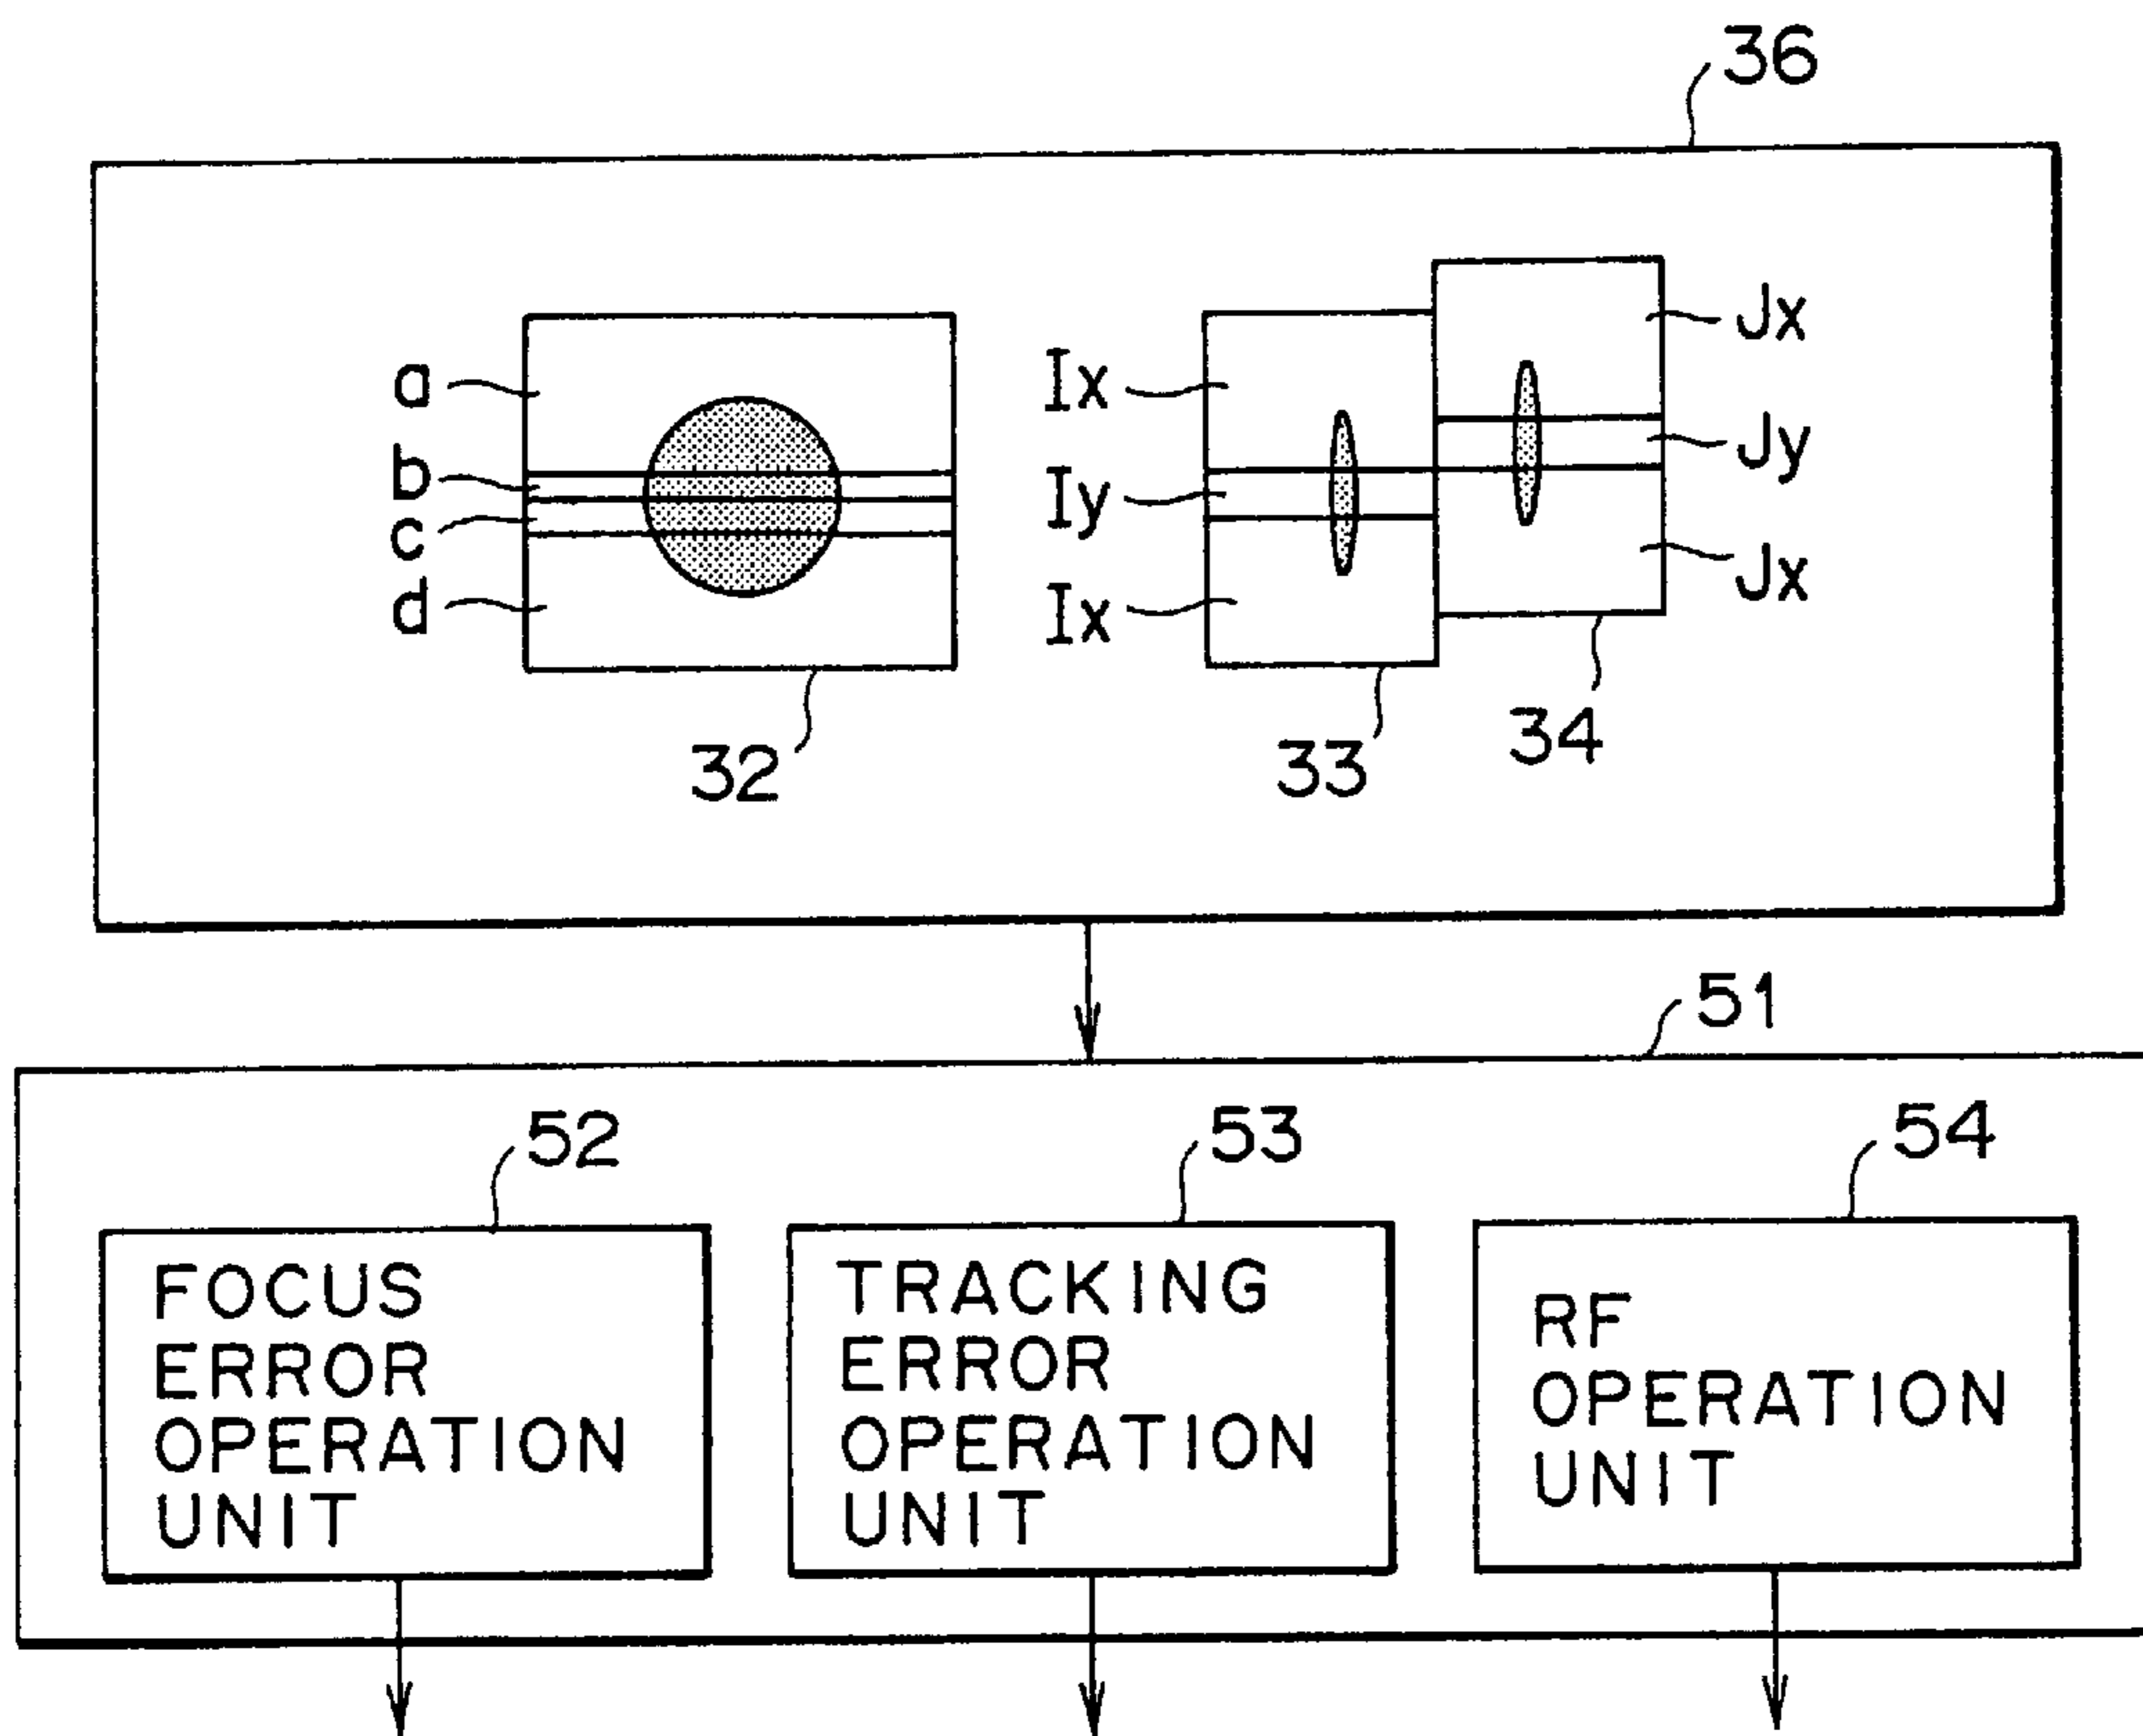 36
a
b
c
d
Ix
Iy
Ix
Jx
Jy
Jx
32
33
34
51
52
53
54
FOCUS
ERROR
OPERATION
UNIT
TRACKING
ERROR
OPERATION
UNIT
RF
OPERATION
UNIT